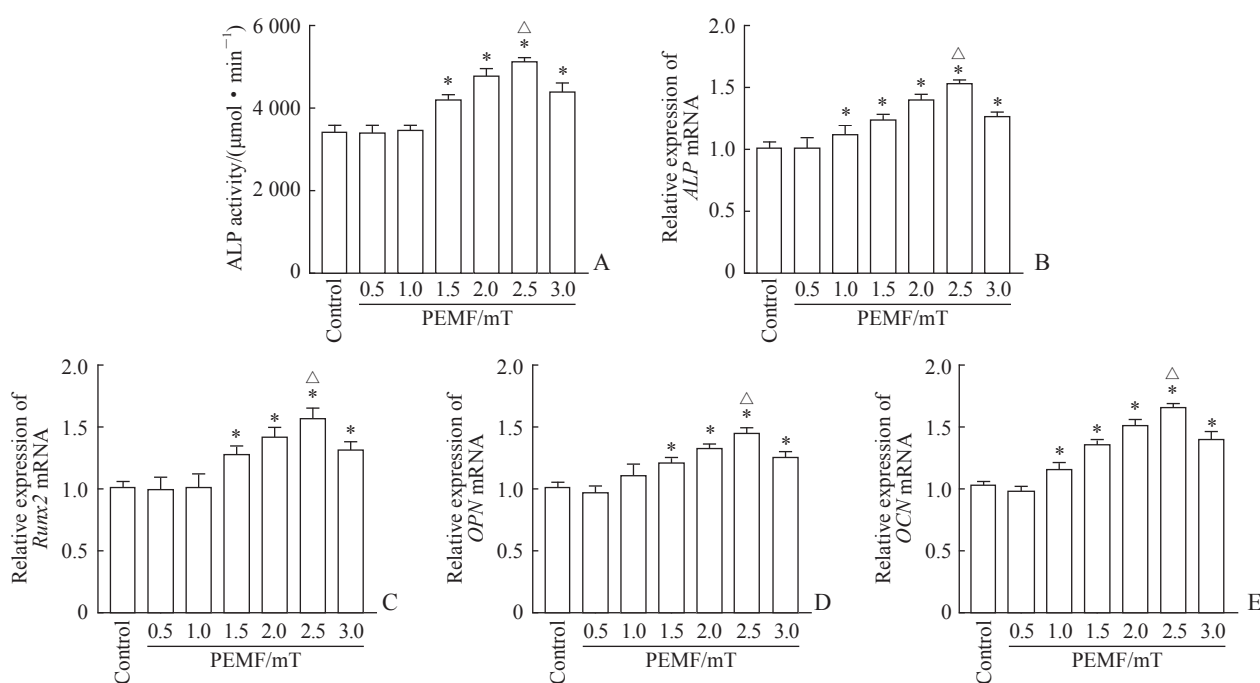 6 000
4 000
2 000
0
ALP activity/(μmol・min⁻¹)
*
*
△
*
*
Control
0.5 1.0 1.5 2.0 2.5 3.0
PEMF/mT
A
2.0
1.5
1.0
0.5
0
Relative expression of
ALP mRNA
*
*
*
△
*
*
Control
0.5 1.0 1.5 2.0 2.5 3.0
PEMF/mT
B
2.0
1.5
1.0
0.5
0
Relative expression of
Runx2 mRNA
*
*
△
*
*
Control
0.5 1.0 1.5 2.0 2.5 3.0
PEMF/mT
C
2.0
1.5
1.0
0.5
0
Relative expression of
OPN mRNA
*
*
△
*
*
Control
0.5 1.0 1.5 2.0 2.5 3.0
PEMF/mT
D
2.0
1.5
1.0
0.5
0
Relative expression of
OCN mRNA
*
*
*
△
*
*
Control
0.5 1.0 1.5 2.0 2.5 3.0
PEMF/mT
E